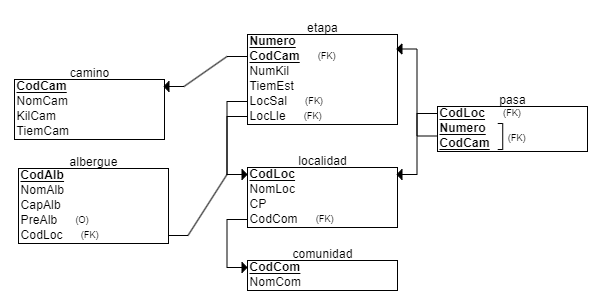 camino
CodCam
NomCam
KilCam
TiemCam
etapa
Numero
CodCam (FK)
NumKil
TiemEst
LocSal (FK)
LocLle (FK)
pasa
CodLoc (FK)
Numero
CodCam (FK)
albergue
CodAlb
NomAlb
CapAlb
PreAlb (O)
CodLoc (FK)
localidad
CodLoc
NomLoc
CP
CodCom (FK)
comunidad
CodCom
NomCom